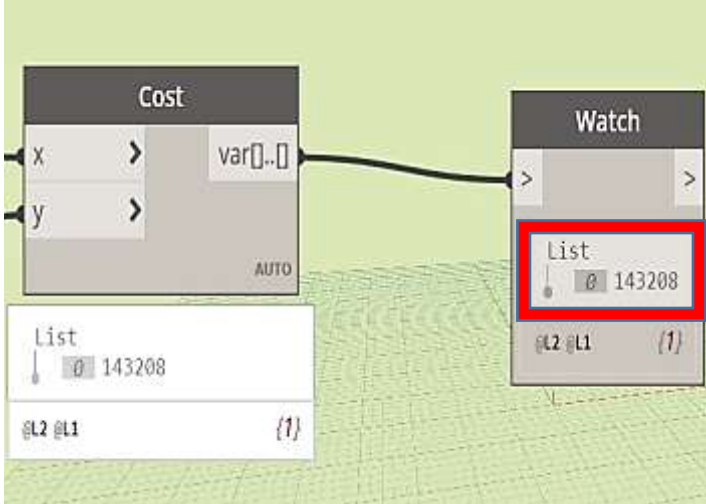 Cost
x > var[]..[]
y >
AUTO
List
0 143208
@L2 @L1 {1}
Watch
> >
List
0 143208
@L2 @L1 {1}